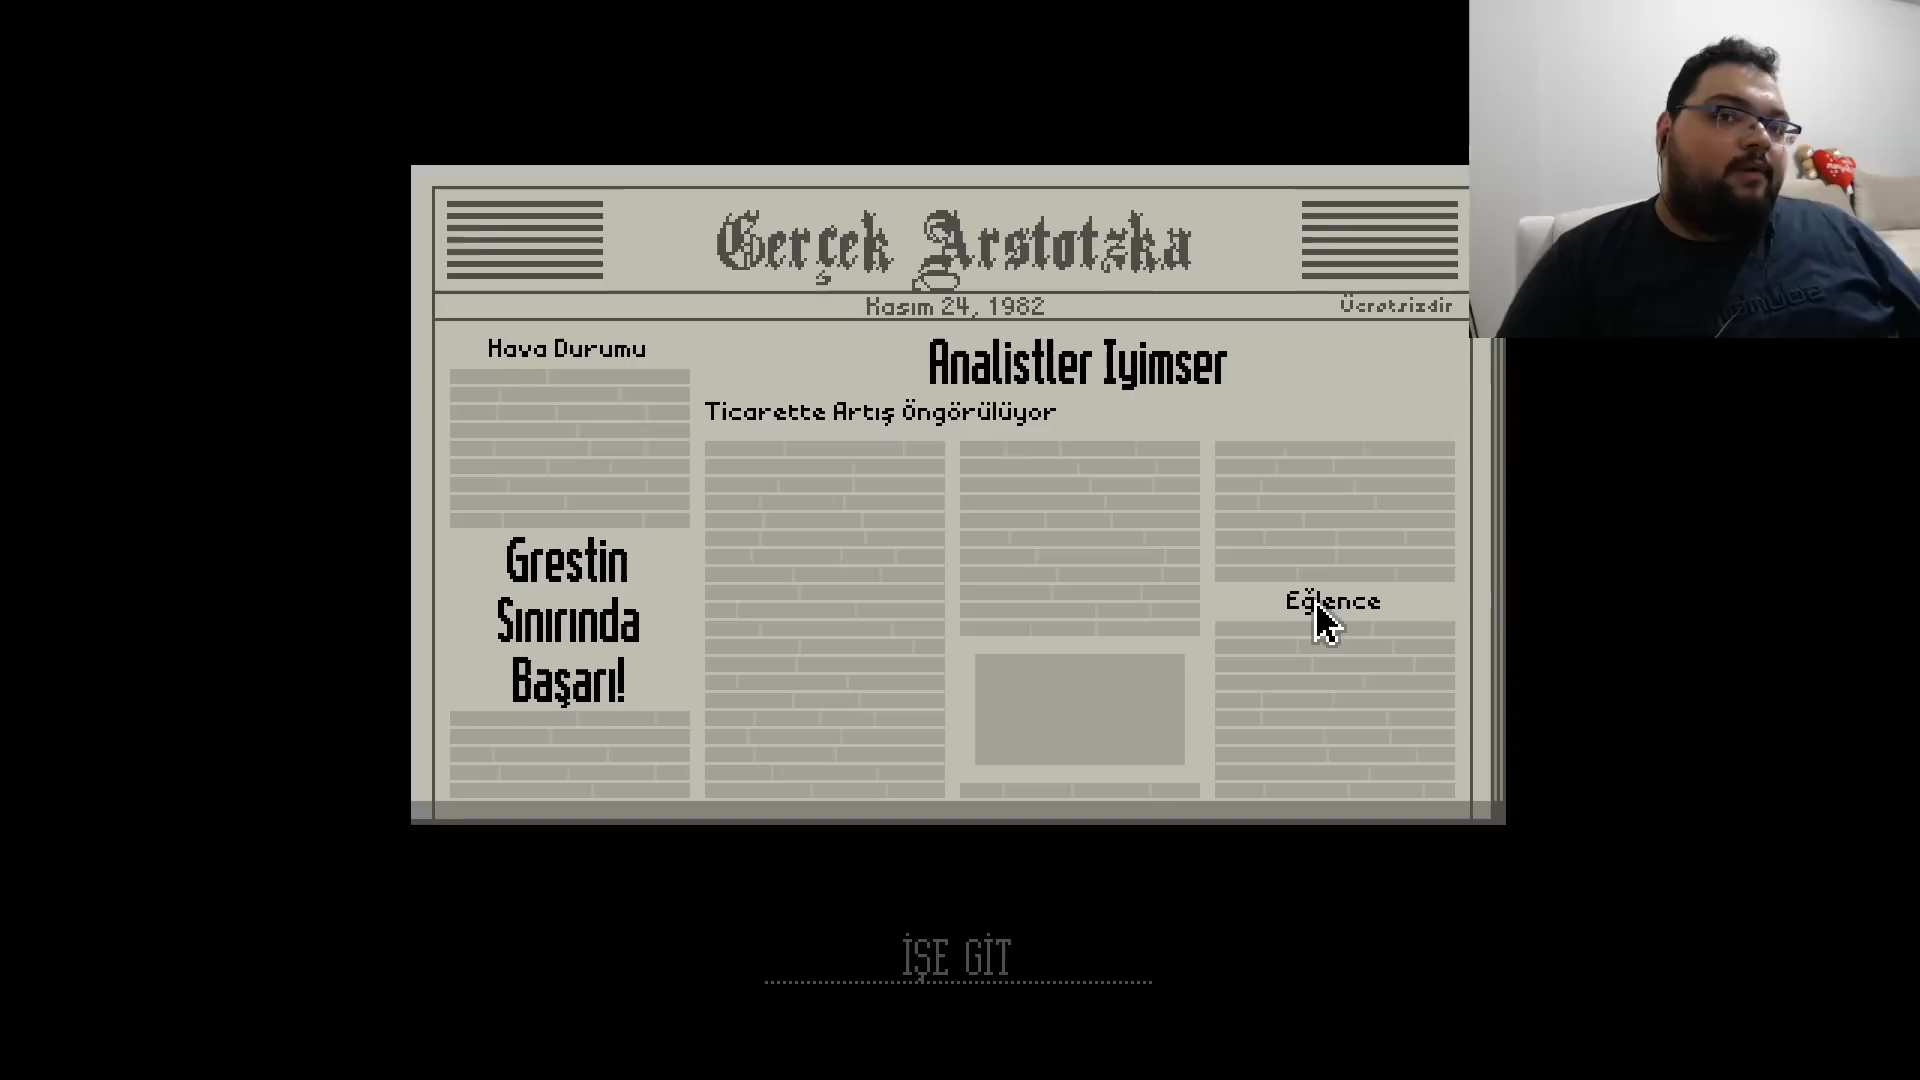 Gerçek Arstotzka
Kasım 24, 1982
Ücretsizdir
Hava Durumu
Grestin
Sınırında
Başarı!
Analistler Iyimser
Ticarette Artış Öngörülüyor
Eğlence
İŞE GİT